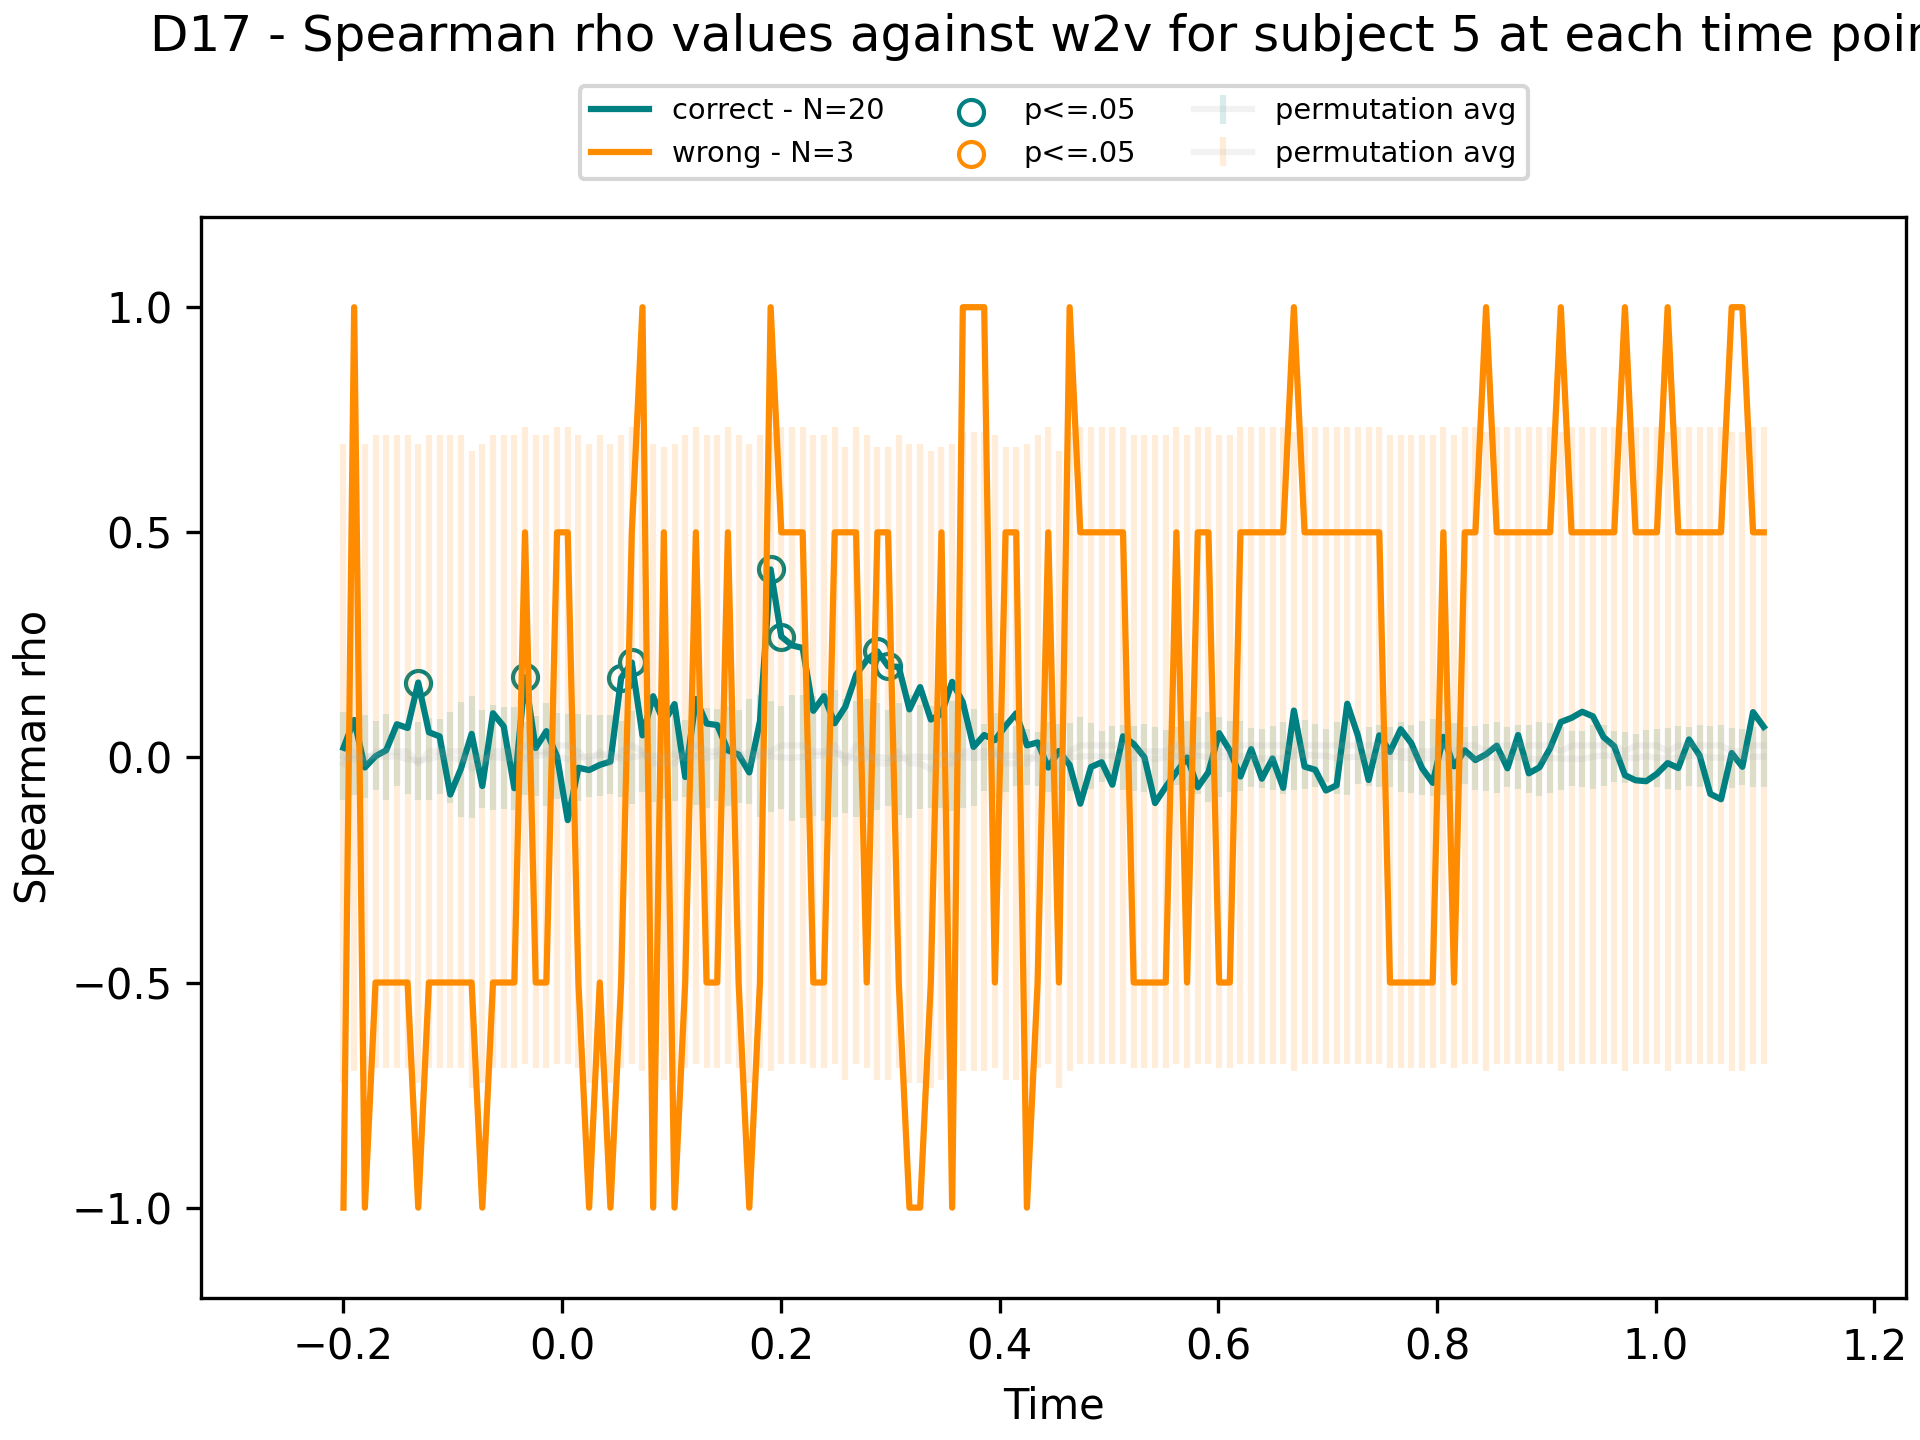 D17 - Spearman rho values against w2v for subject 5 at each time
correct - N=20 p<=.05 permutation avg
wrong - N=3 p<=.05 permutation avg
1.0
0.5
0.0
−0.5
−1.0
Spearman rho
−0.2 0.0 0.2 0.4 0.6 0.8 1.0 1.2
Time